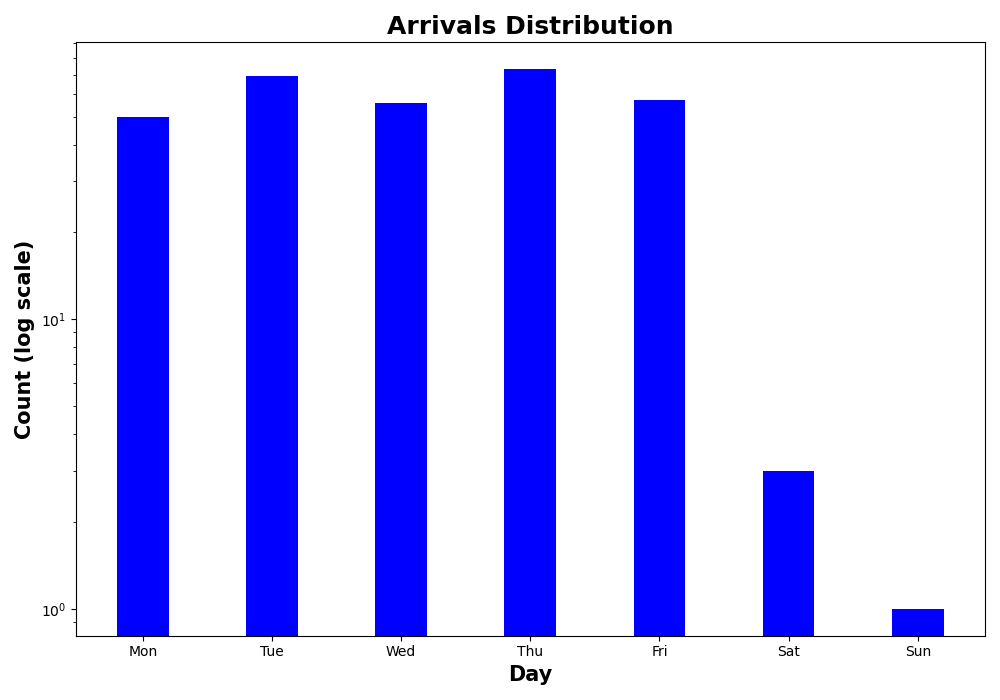 Arrivals Distribution
Count (log scale)
10¹
10⁰
Mon Tue Wed Thu Fri Sat Sun
Day